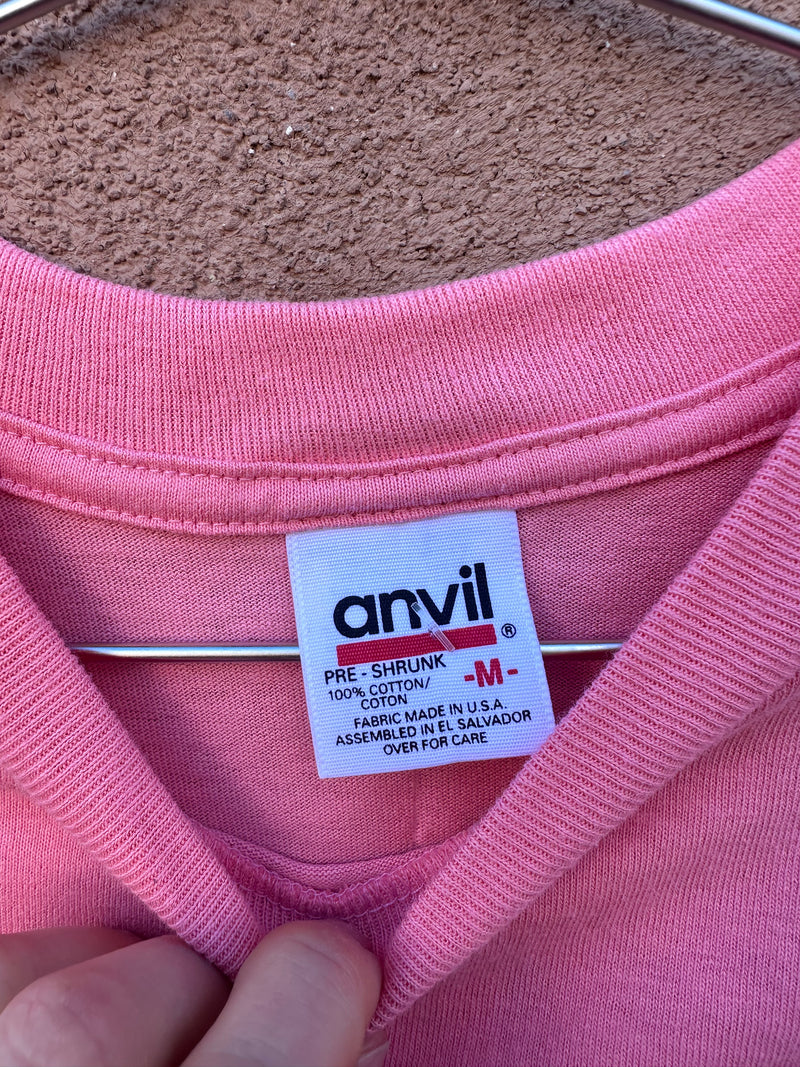 anvil®
PRE - SHRUNK
-M-
100% COTTON/
COTON
FABRIC MADE IN U.S.A.
ASSEMBLED IN EL SALVADOR
OVER FOR CARE